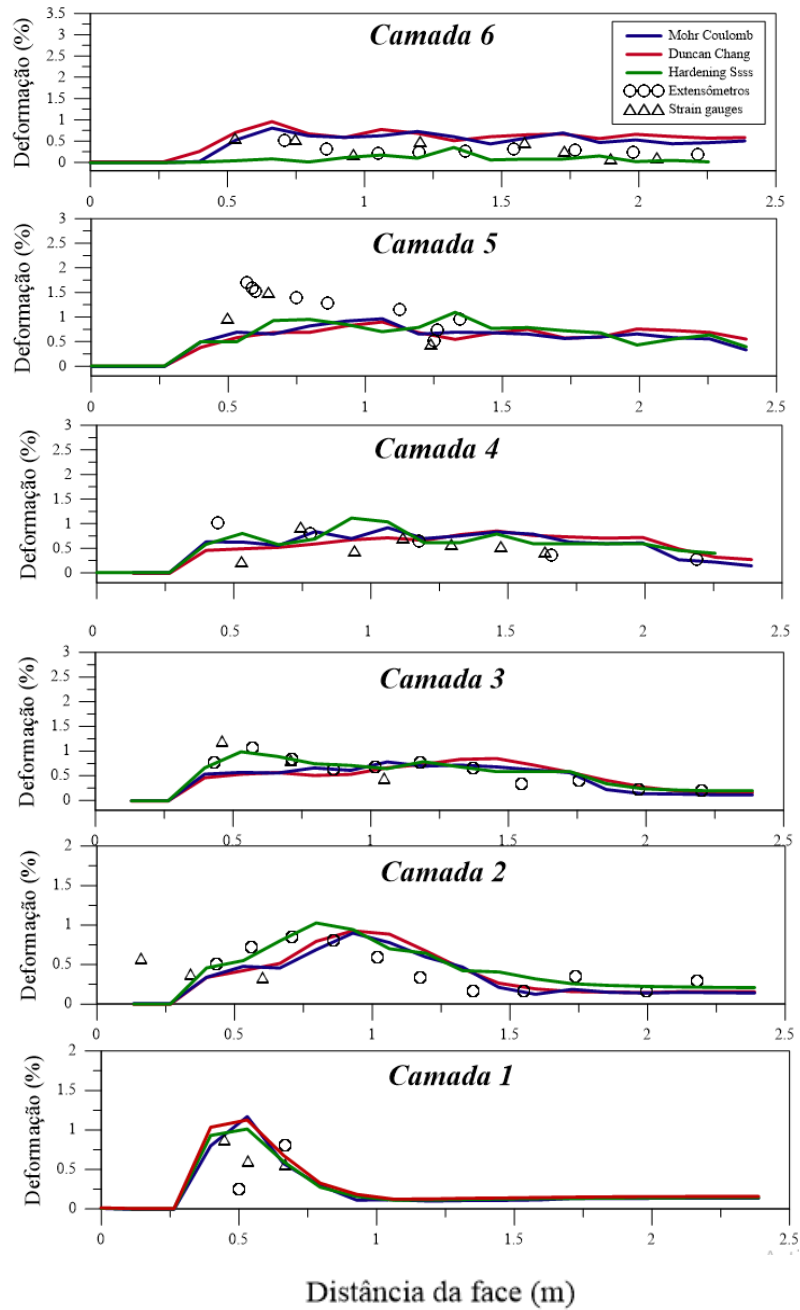 Camada 6
Mohr Coulomb
Duncan Chang
Hardening Ssss
Extensômetros
Strain gauges
Deformação (%)
3.5
3
2.5
2
1.5
1
0.5
0
0 0.5 1 1.5 2 2.5
Camada 5
Deformação (%)
3
2.5
2
1.5
1
0.5
0
0 0.5 1 1.5 2 2.5
Camada 4
Deformação (%)
3
2.5
2
1.5
1
0.5
0
0 0.5 1 1.5 2 2.5
Camada 3
Deformação (%)
3
2.5
2
1.5
1
0.5
0
0 0.5 1 1.5 2 2.5
Camada 2
Deformação (%)
2
1.5
1
0.5
0
0 0.5 1 1.5 2 2.5
Camada 1
Deformação (%)
2
1.5
1
0.5
0
0 0.5 1 1.5 2 2.5
Distância da face (m)